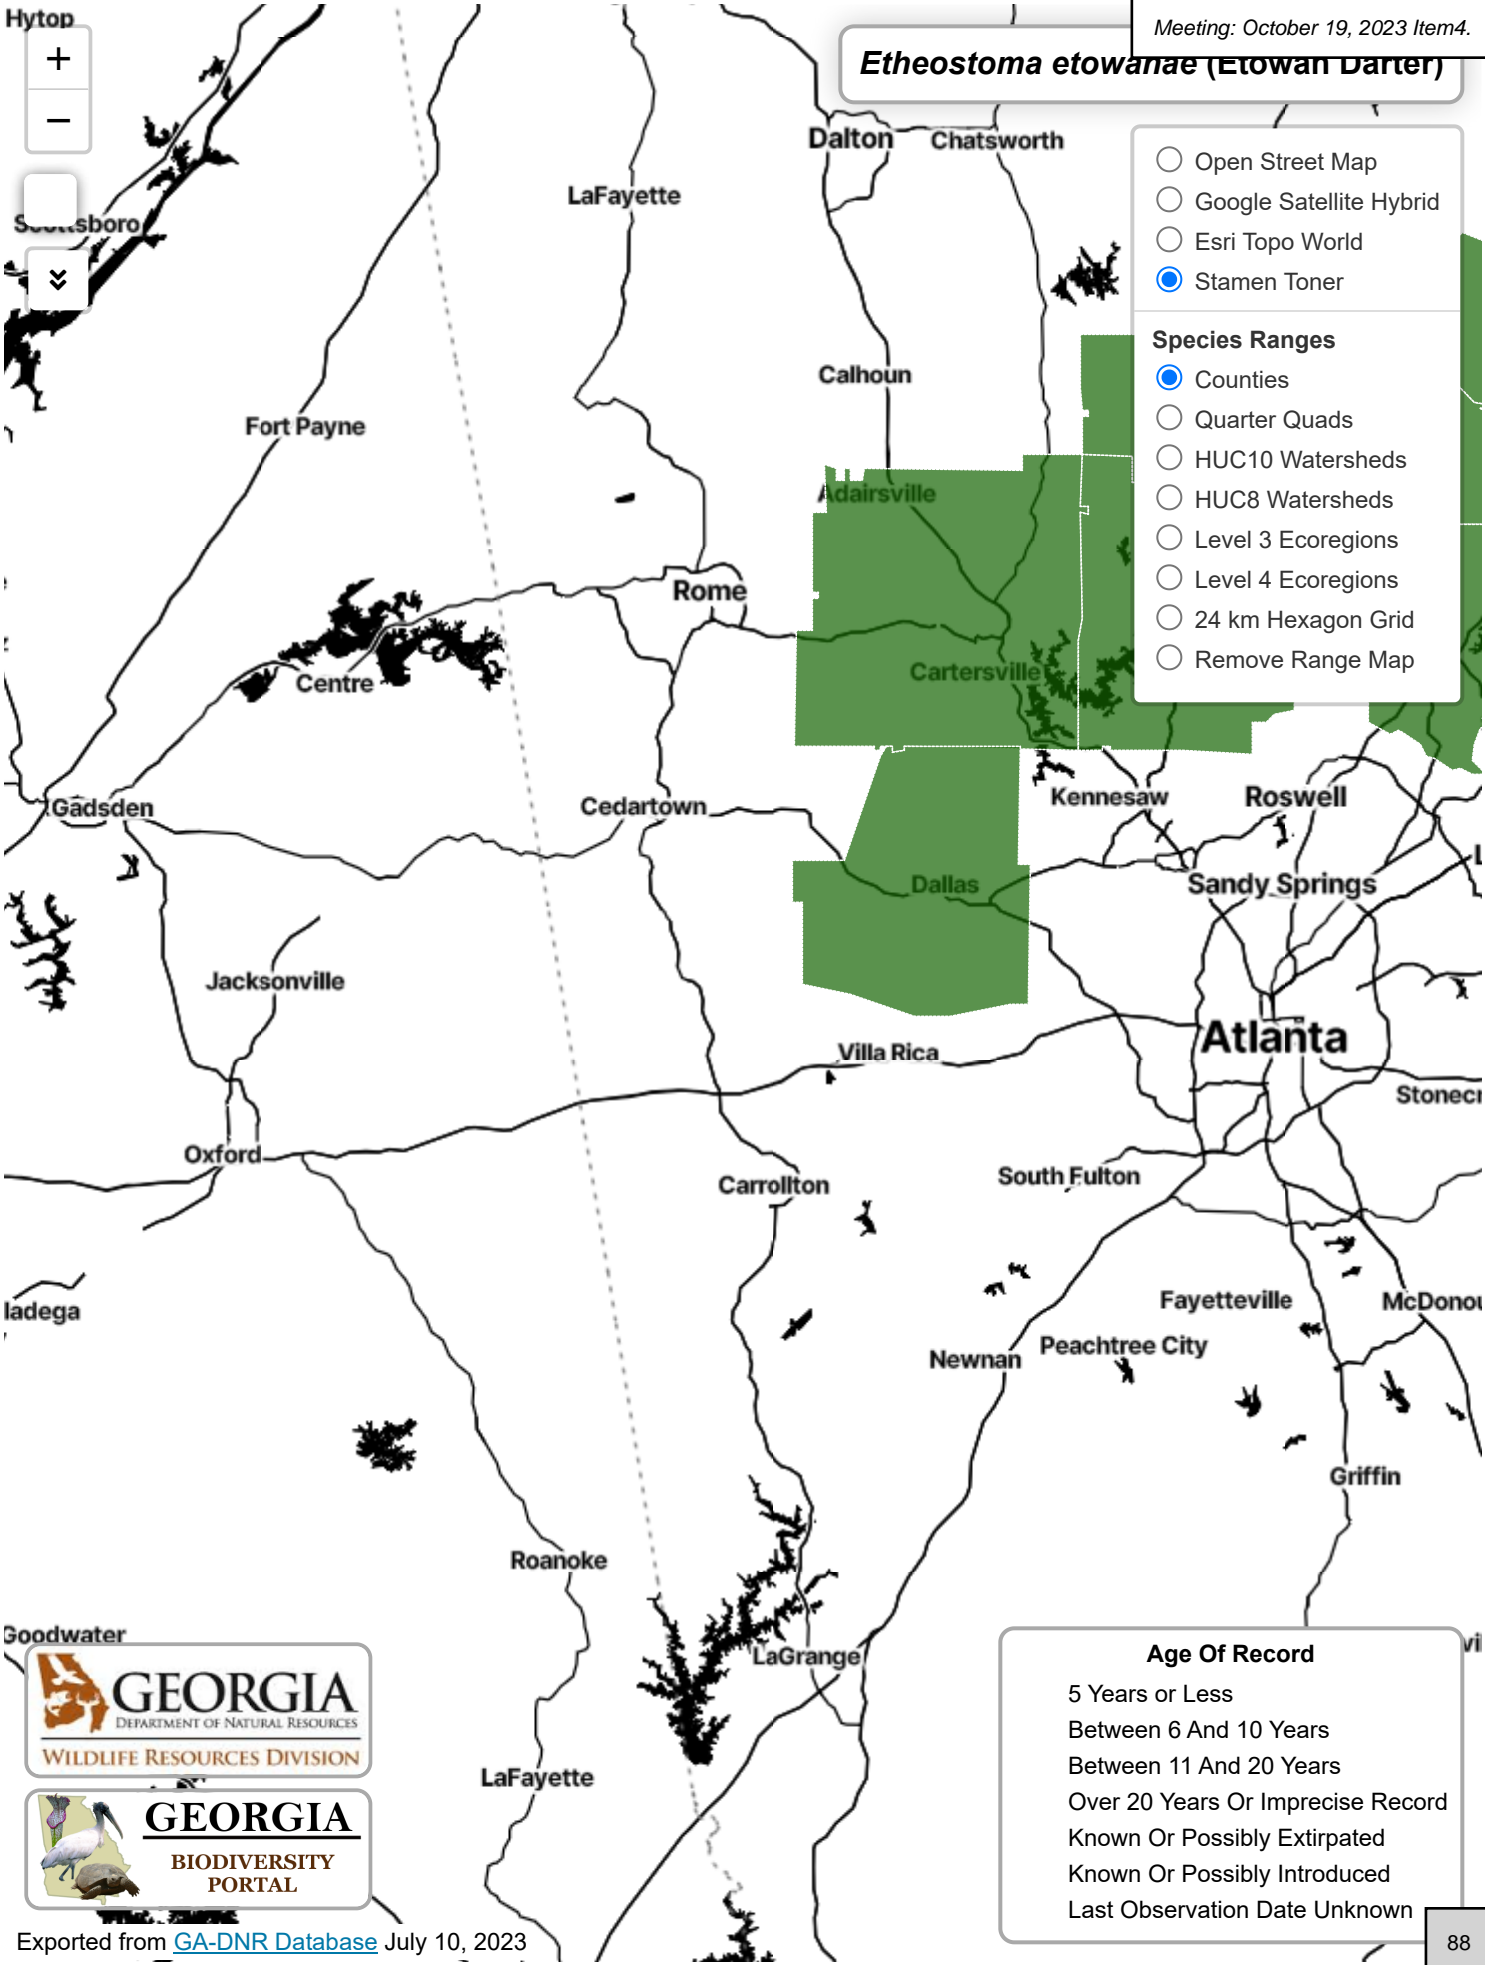 Hytop
Meeting: October 19, 2023 Item4.
Etheostoma etowahae (Etowah Darter)
+
−
Dalton
Chatsworth
Open Street Map
LaFayette
Google Satellite Hybrid
Scottsboro
Esri Topo World
Stamen Toner
Species Ranges
Calhoun
Counties
Fort Payne
Quarter Quads
HUC10 Watersheds
Adairsville
HUC8 Watersheds
Level 3 Ecoregions
Level 4 Ecoregions
Rome
24 km Hexagon Grid
Cartersville
Remove Range Map
Centre
Gadsden
Cedartown
Kennesaw
Roswell
Dallas
Sandy Springs
Jacksonville
Atlanta
Villa Rica
Stonecr
Oxford
Carrollton
South Fulton
ladega
Fayetteville
McDonou
Peachtree City
Newnan
Griffin
Roanoke
Goodwater
LaGrange
vil
Age Of Record
5 Years or Less
Between 6 And 10 Years
Between 11 And 20 Years
Over 20 Years Or Imprecise Record
Known Or Possibly Extirpated
Known Or Possibly Introduced
Last Observation Date Unknown
GEORGIA
DEPARTMENT OF NATURAL RESOURCES
WILDLIFE RESOURCES DIVISION
LaFayette
GEORGIA
BIODIVERSITY
PORTAL
Exported from GA-DNR Database July 10, 2023
88